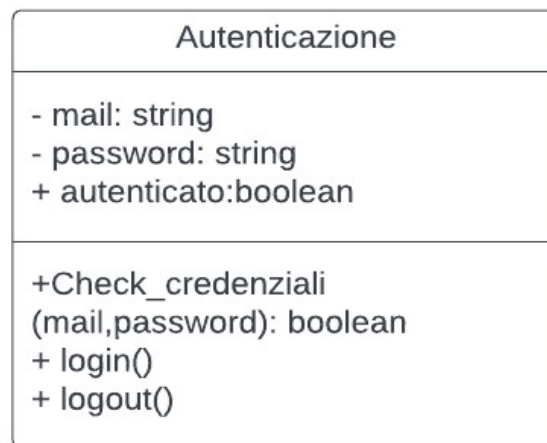 Autenticazione
- mail: string
- password: string
+ autenticato:boolean
+Check_credenziali
(mail,password): boolean
+ login()
+ logout()